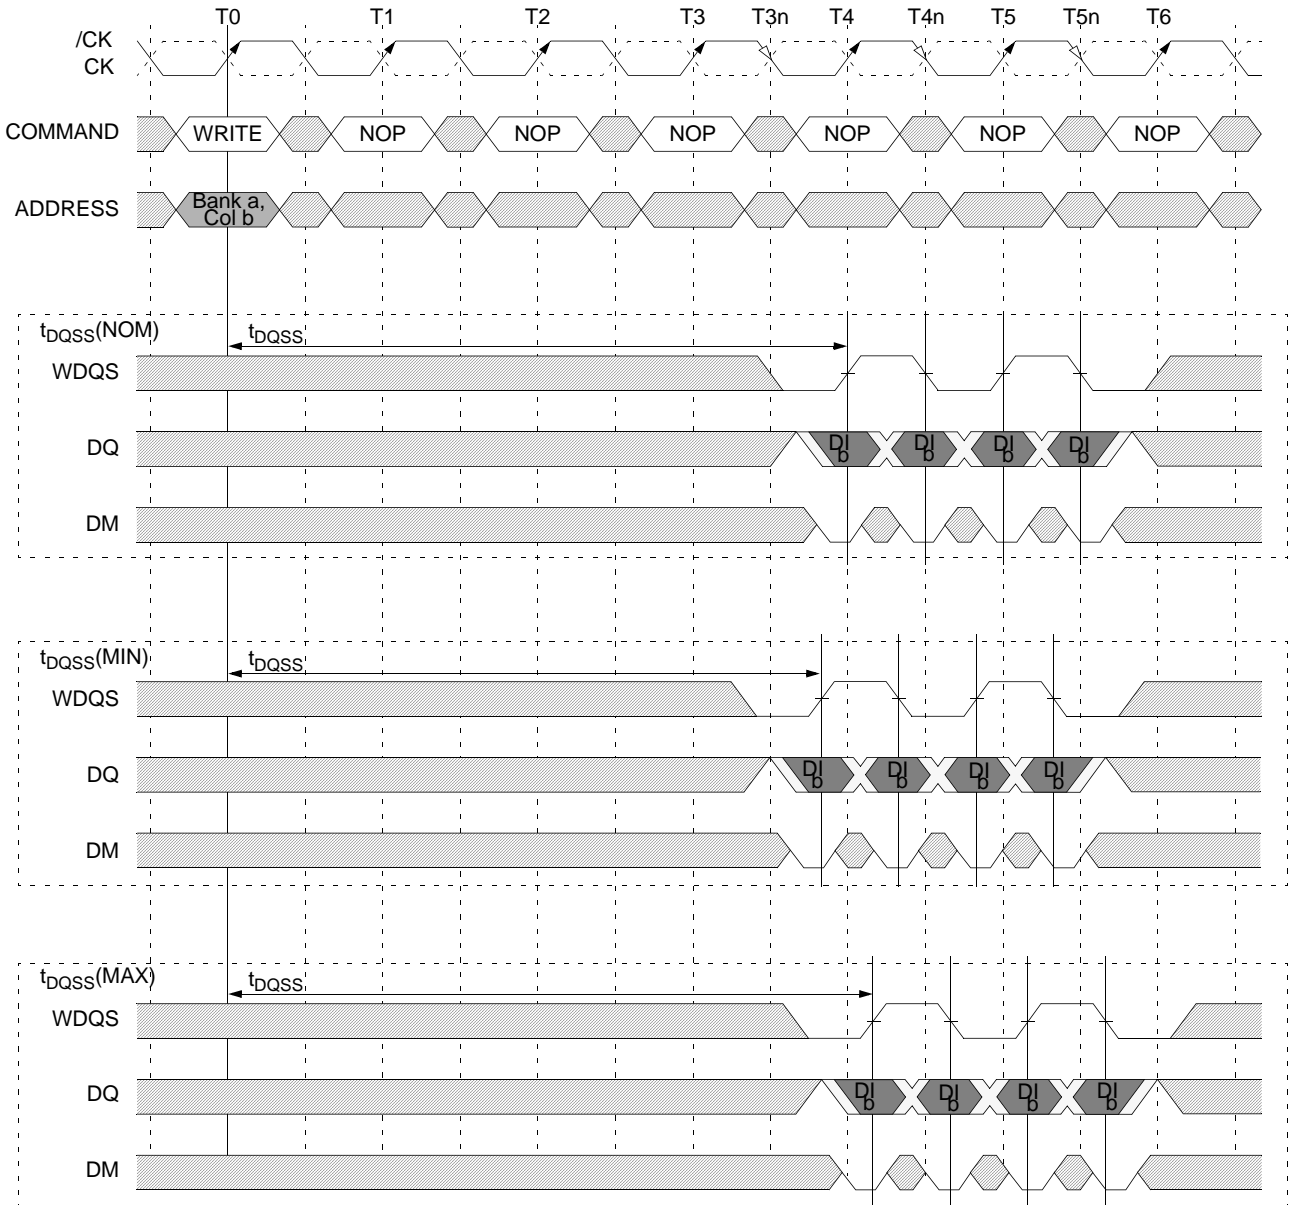 T0 T1 T2 T3 T3n T4 T4n T5 T5n T6
/CK
CK
COMMAND WRITE NOP NOP NOP NOP NOP NOP
ADDRESS Bank a,
Col b
tDQSS(NOM) tDQSS
WDQS
DQ DI b DI b DI b DI b
DM
tDQSS(MIN) tDQSS
WDQS
DQ DI b DI b DI b DI b
DM
tDQSS(MAX) tDQSS
WDQS
DQ DI b DI b DI b DI b
DM